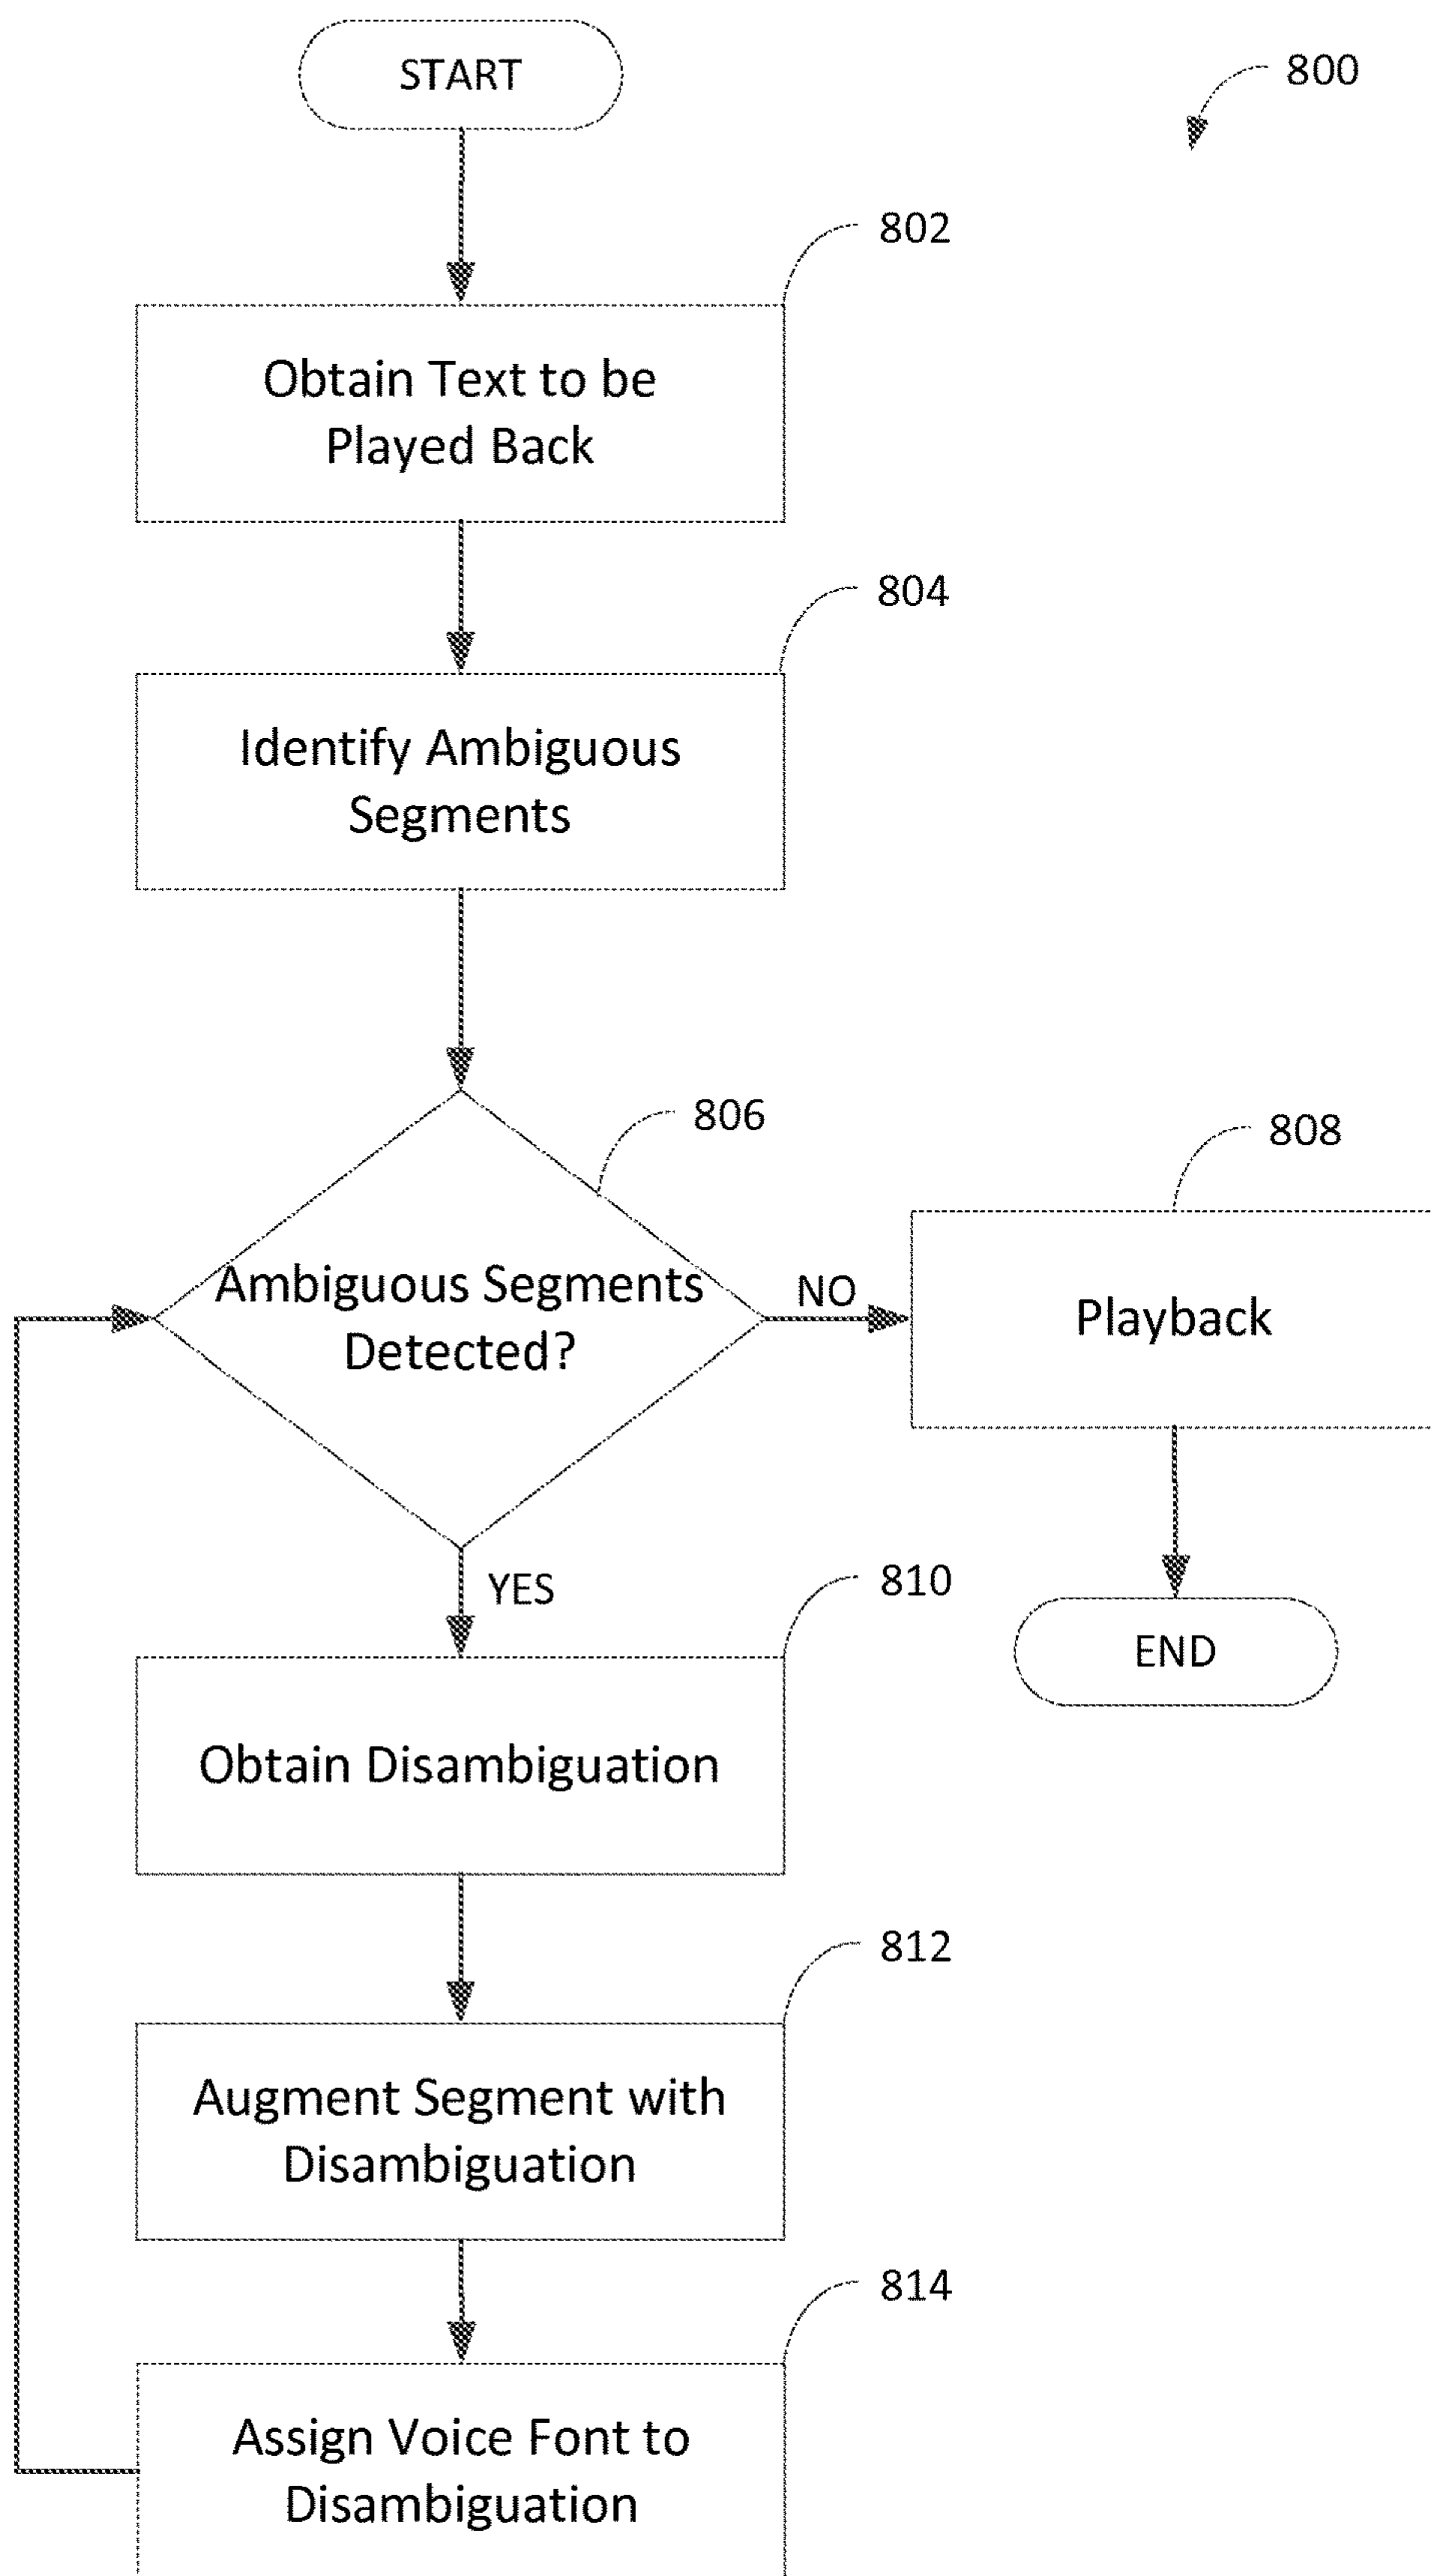 START
800
802
Obtain Text to be
Played Back
804
Identify Ambiguous
Segments
806
808
Ambiguous Segments
Detected?
NO
Playback
YES
810
END
Obtain Disambiguation
812
Augment Segment with
Disambiguation
814
Assign Voice Font to
Disambiguation